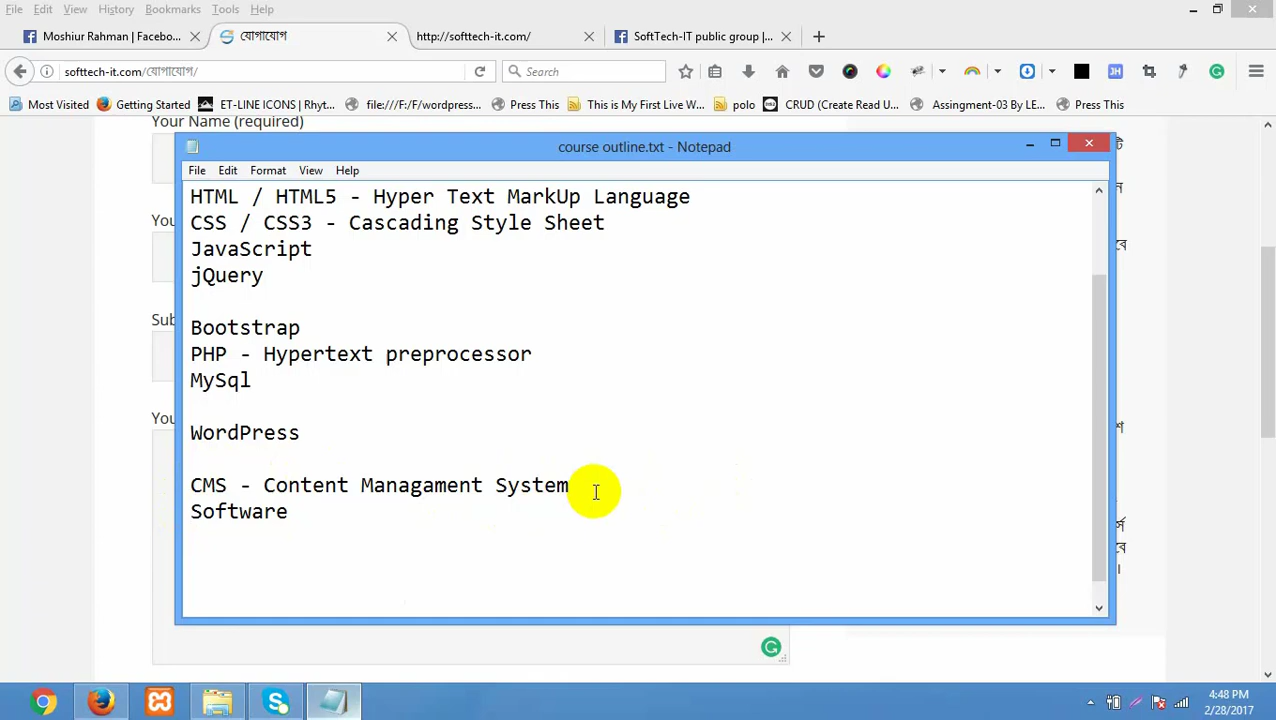 File Edit View History Bookmarks Tools Help
Moshiur Rahman | Facebo...
যোগাযোগ
http://softtech-it.com/
SoftTech-IT public group |...
softtech-it.com/যোগাযোগ/
Search
Most Visited
Getting Started
ET-LINE ICONS | Rhyt...
file:///F:/F/wordpress...
Press This
This is My First Live W...
polo
CRUD (Create Read U...
Assingment-03 By LE...
Press This
Your Name (required)
course outline.txt - Notepad
File Edit Format View Help
HTML / HTML5 - Hyper Text MarkUp Language
CSS / CSS3 - Cascading Style Sheet
JavaScript
jQuery
Bootstrap
PHP - Hypertext preprocessor
MySql
WordPress
CMS - Content Managament System
Software
4:48 PM
2/28/2017